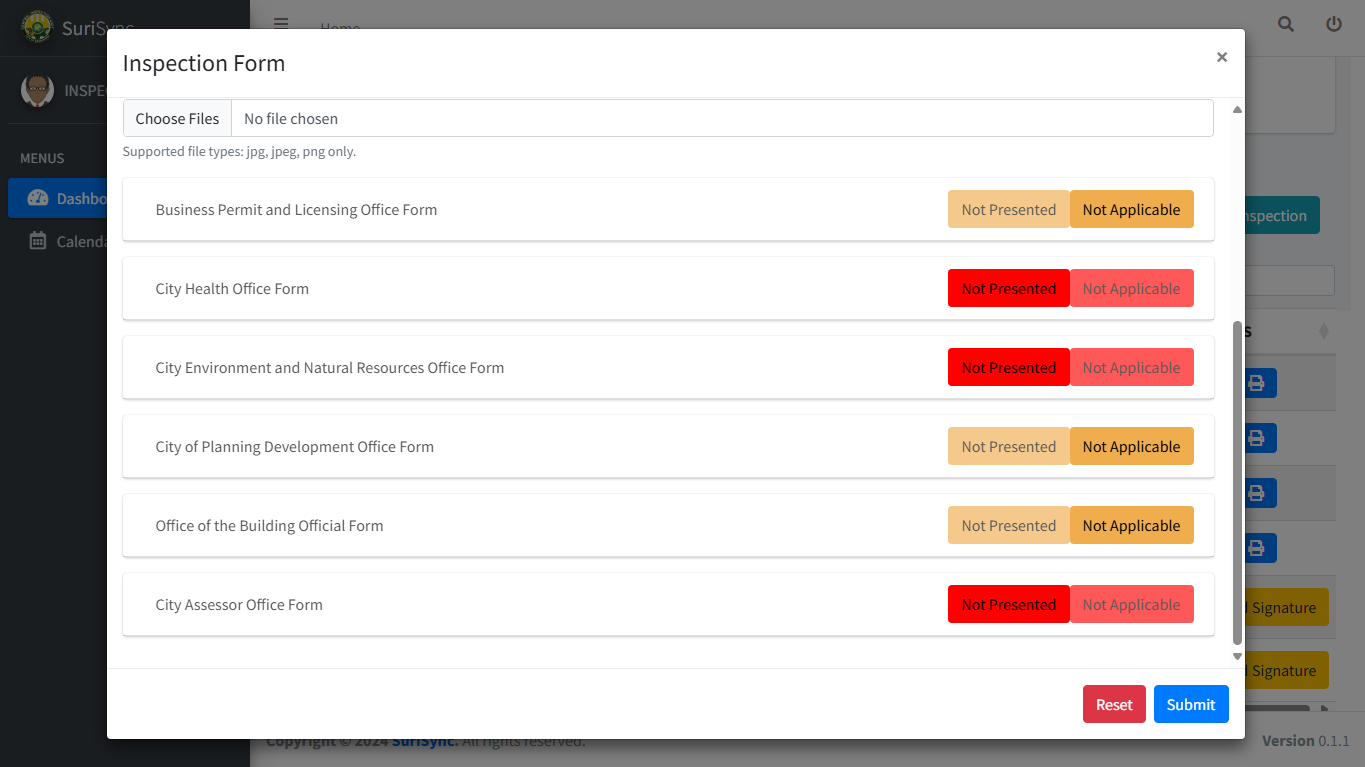 SuriSync
Home
Inspection Form
×
INSPE
Choose Files No file chosen
Supported file types: jpg, jpeg, png only.
MENUS
Dashbo
Calenda
Business Permit and Licensing Office Form Not Presented Not Applicable
nspection
City Health Office Form Not Presented Not Applicable
s
City Environment and Natural Resources Office Form Not Presented Not Applicable
City of Planning Development Office Form Not Presented Not Applicable
Office of the Building Official Form Not Presented Not Applicable
City Assessor Office Form Not Presented Not Applicable
Signature
Signature
Reset Submit
Copyright © 2024 SuriSync. All rights reserved.
Version 0.1.1